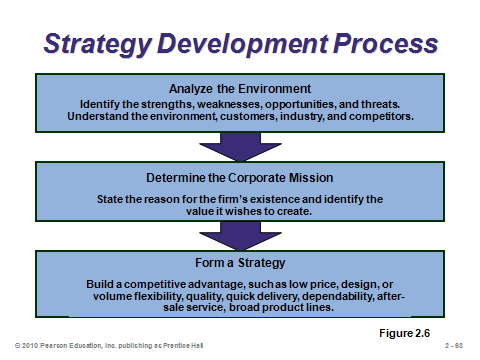 Strategy Development Process
Analyze the Environment
Identify the strengths, weaknesses, opportunities, and threats.
Understand the environment, customers, industry, and competitors.
Determine the Corporate Mission
State the reason for the firm's existence and identify the
value it wishes to create.
Form a Strategy
Build a competitive advantage, such as low price, design, or
volume flexibility, quality, quick delivery, dependability, after-
sale service, broad product lines.
Figure 2.6
© 2010 Pearson Education, Inc. publishing as Prentice Hall
2 - 63